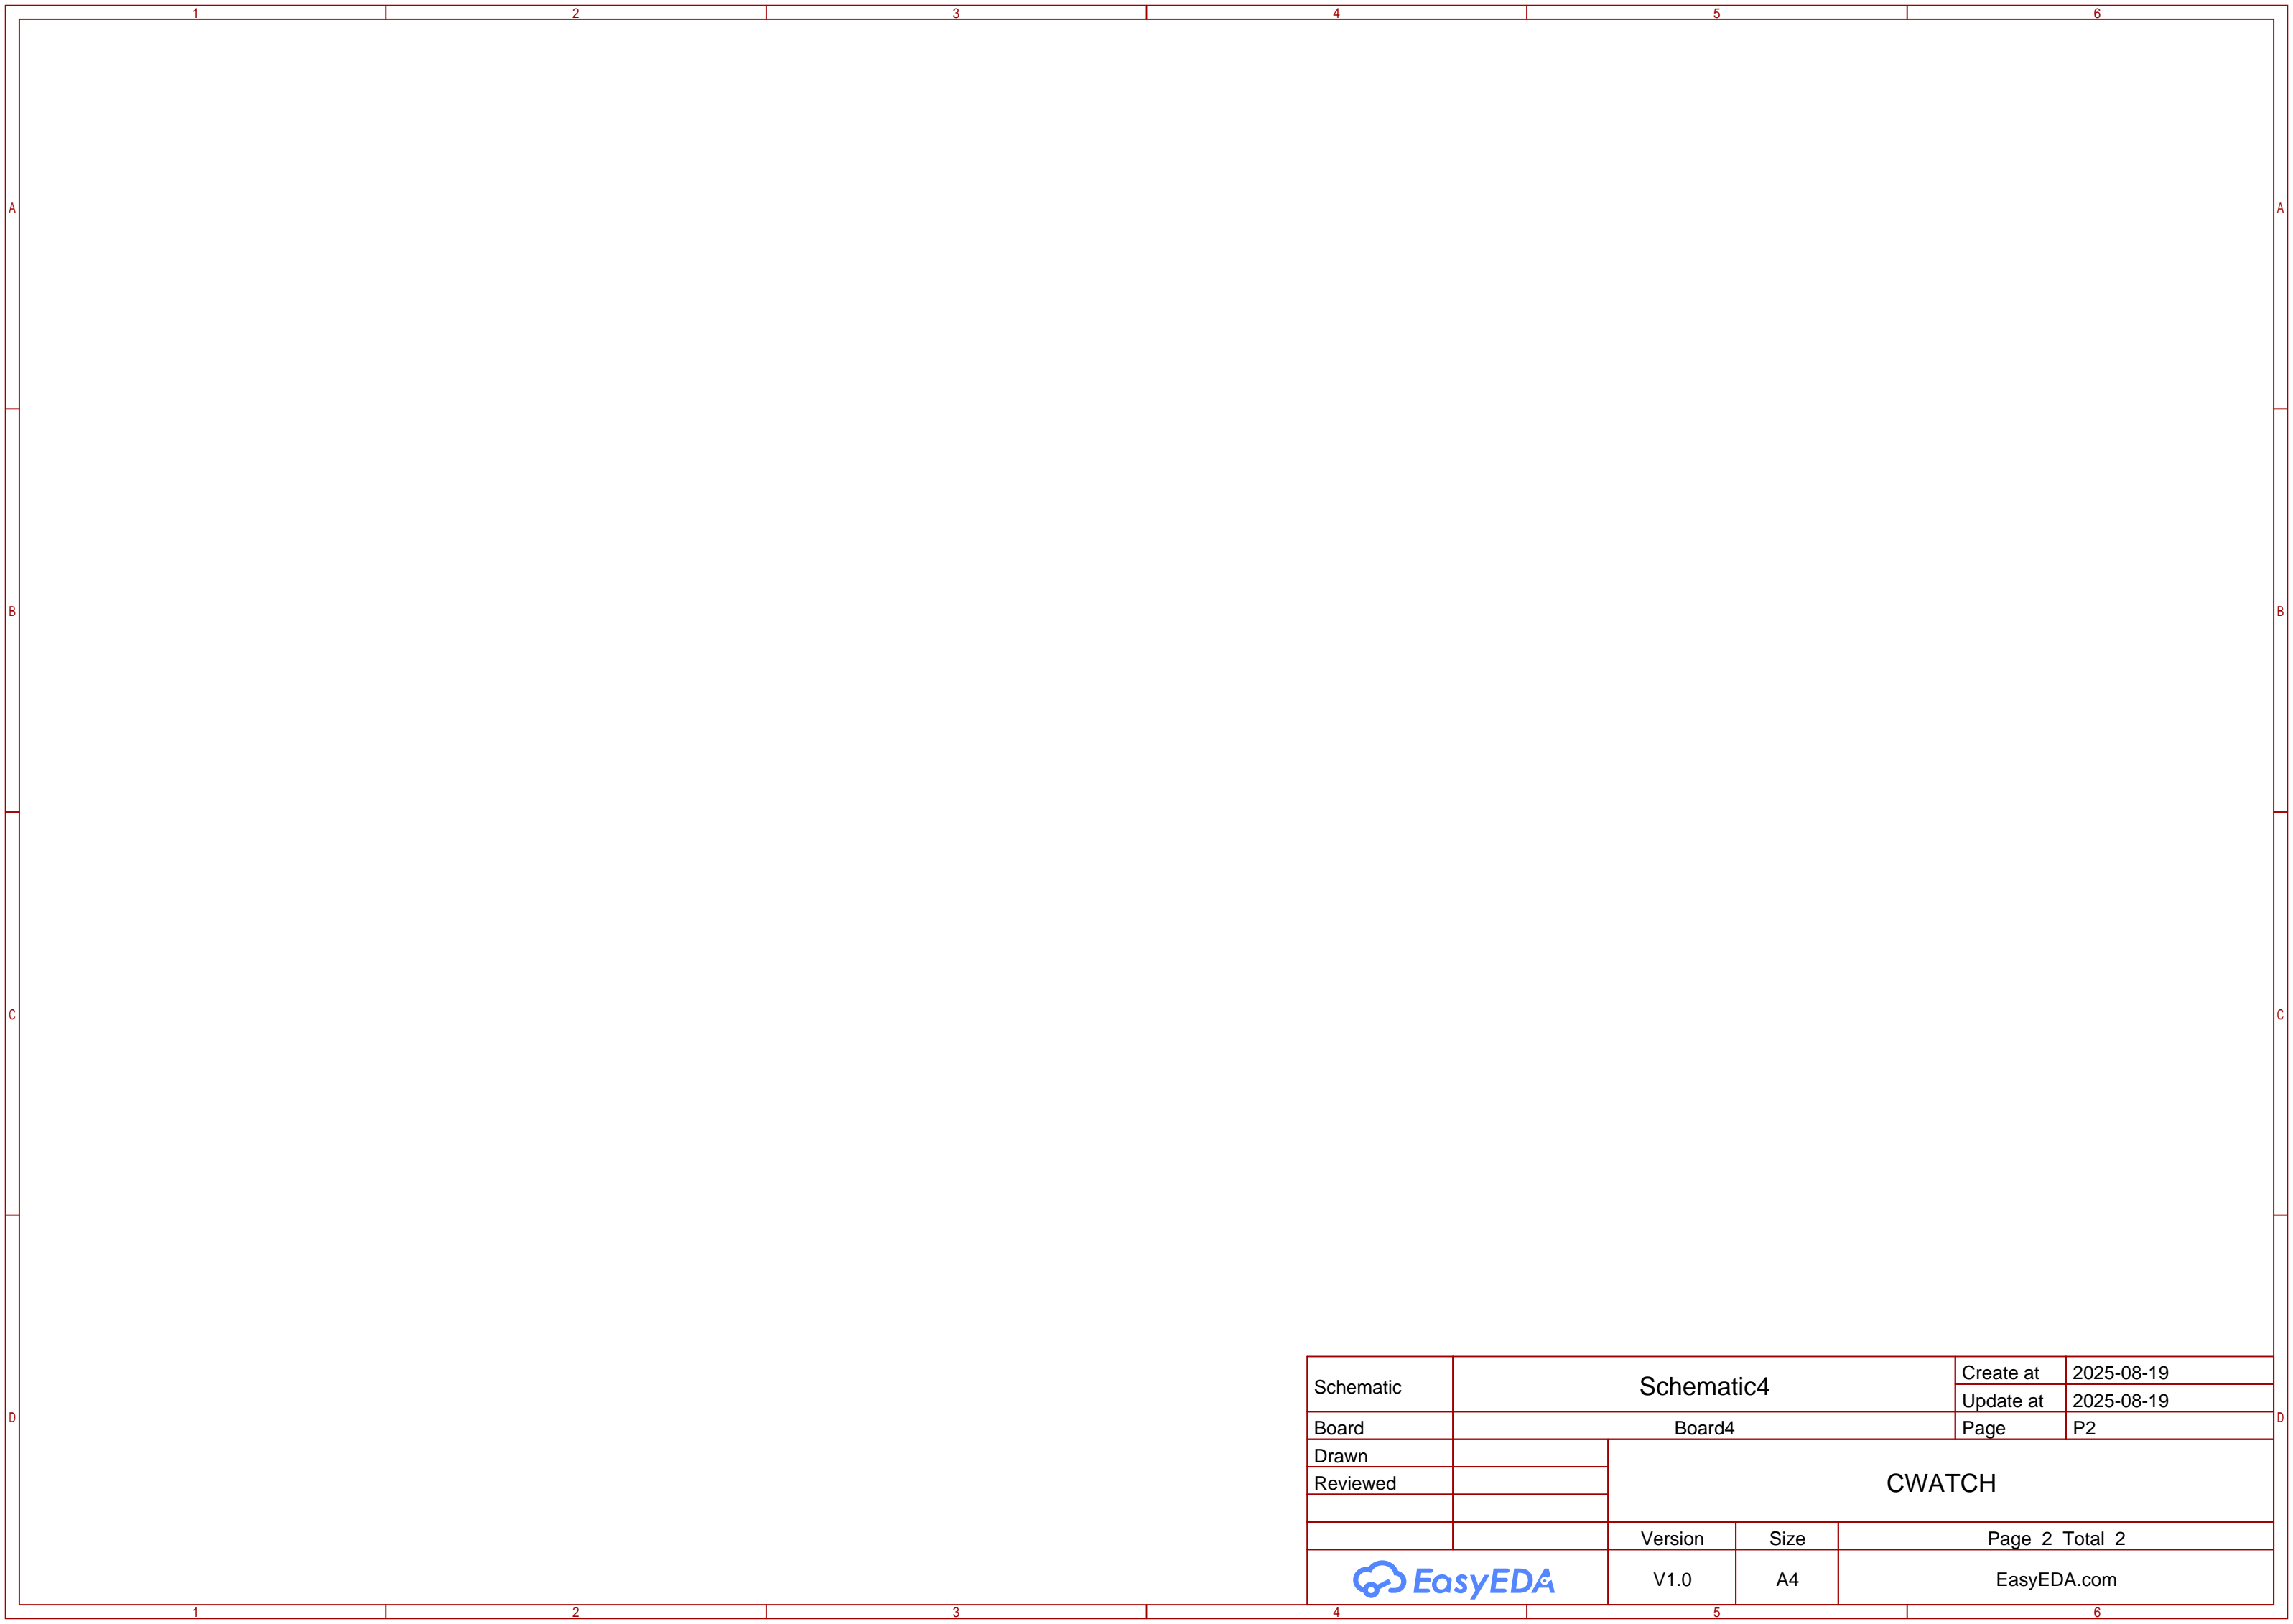 1 2 3 4 5 6
A A
B B
C C
D D
Schematic Schematic4 Create at 2025-08-19
Update at 2025-08-19
Board Board4 Page P2
Drawn
Reviewed
CWATCH
Version Size Page 2 Total 2
EasyEDA V1.0 A4 EasyEDA.com
1 2 3 4 5 6